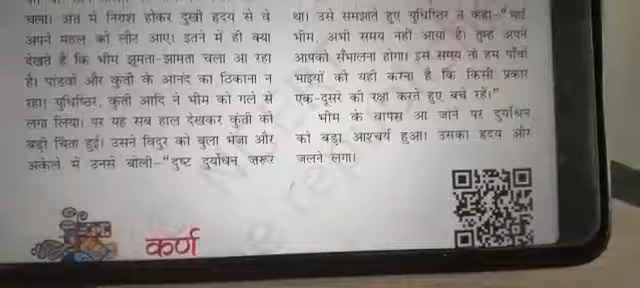 चला। अंत में निराश होकर दुखी हृदय से वे
अपने महल को लौट आए। इतने में ही क्या
देखते हैं कि भीम झूमता-झामता चला आ रहा
है। पांडवों और कुंती के आनंद का ठिकाना न
रहा। युधिष्ठिर, कुंती आदि ने भीम को गले से
लगा लिया। पर यह सब हाल देखकर कुंती को
बड़ी चिंता हुई। उसने विदुर को बुला भेजा और
अकेले में उनसे बोली-"दुष्ट दुर्योधन ज़रूर
था। उसे समझाते हुए युधिष्ठिर ने कहा-"भाई
भीम, अभी समय नहीं आया है। तुम्हें अपने
आपको सँभालना होगा। इस समय तो हम पाँचों
भाइयों को यही करना है कि किसी प्रकार
एक-दूसरे की रक्षा करते हुए बचे रहें।"
भीम के वापस आ जाने पर दुर्योधन
को बड़ा आश्चर्य हुआ। उसका हृदय और
जलने लगा।
कर्ण